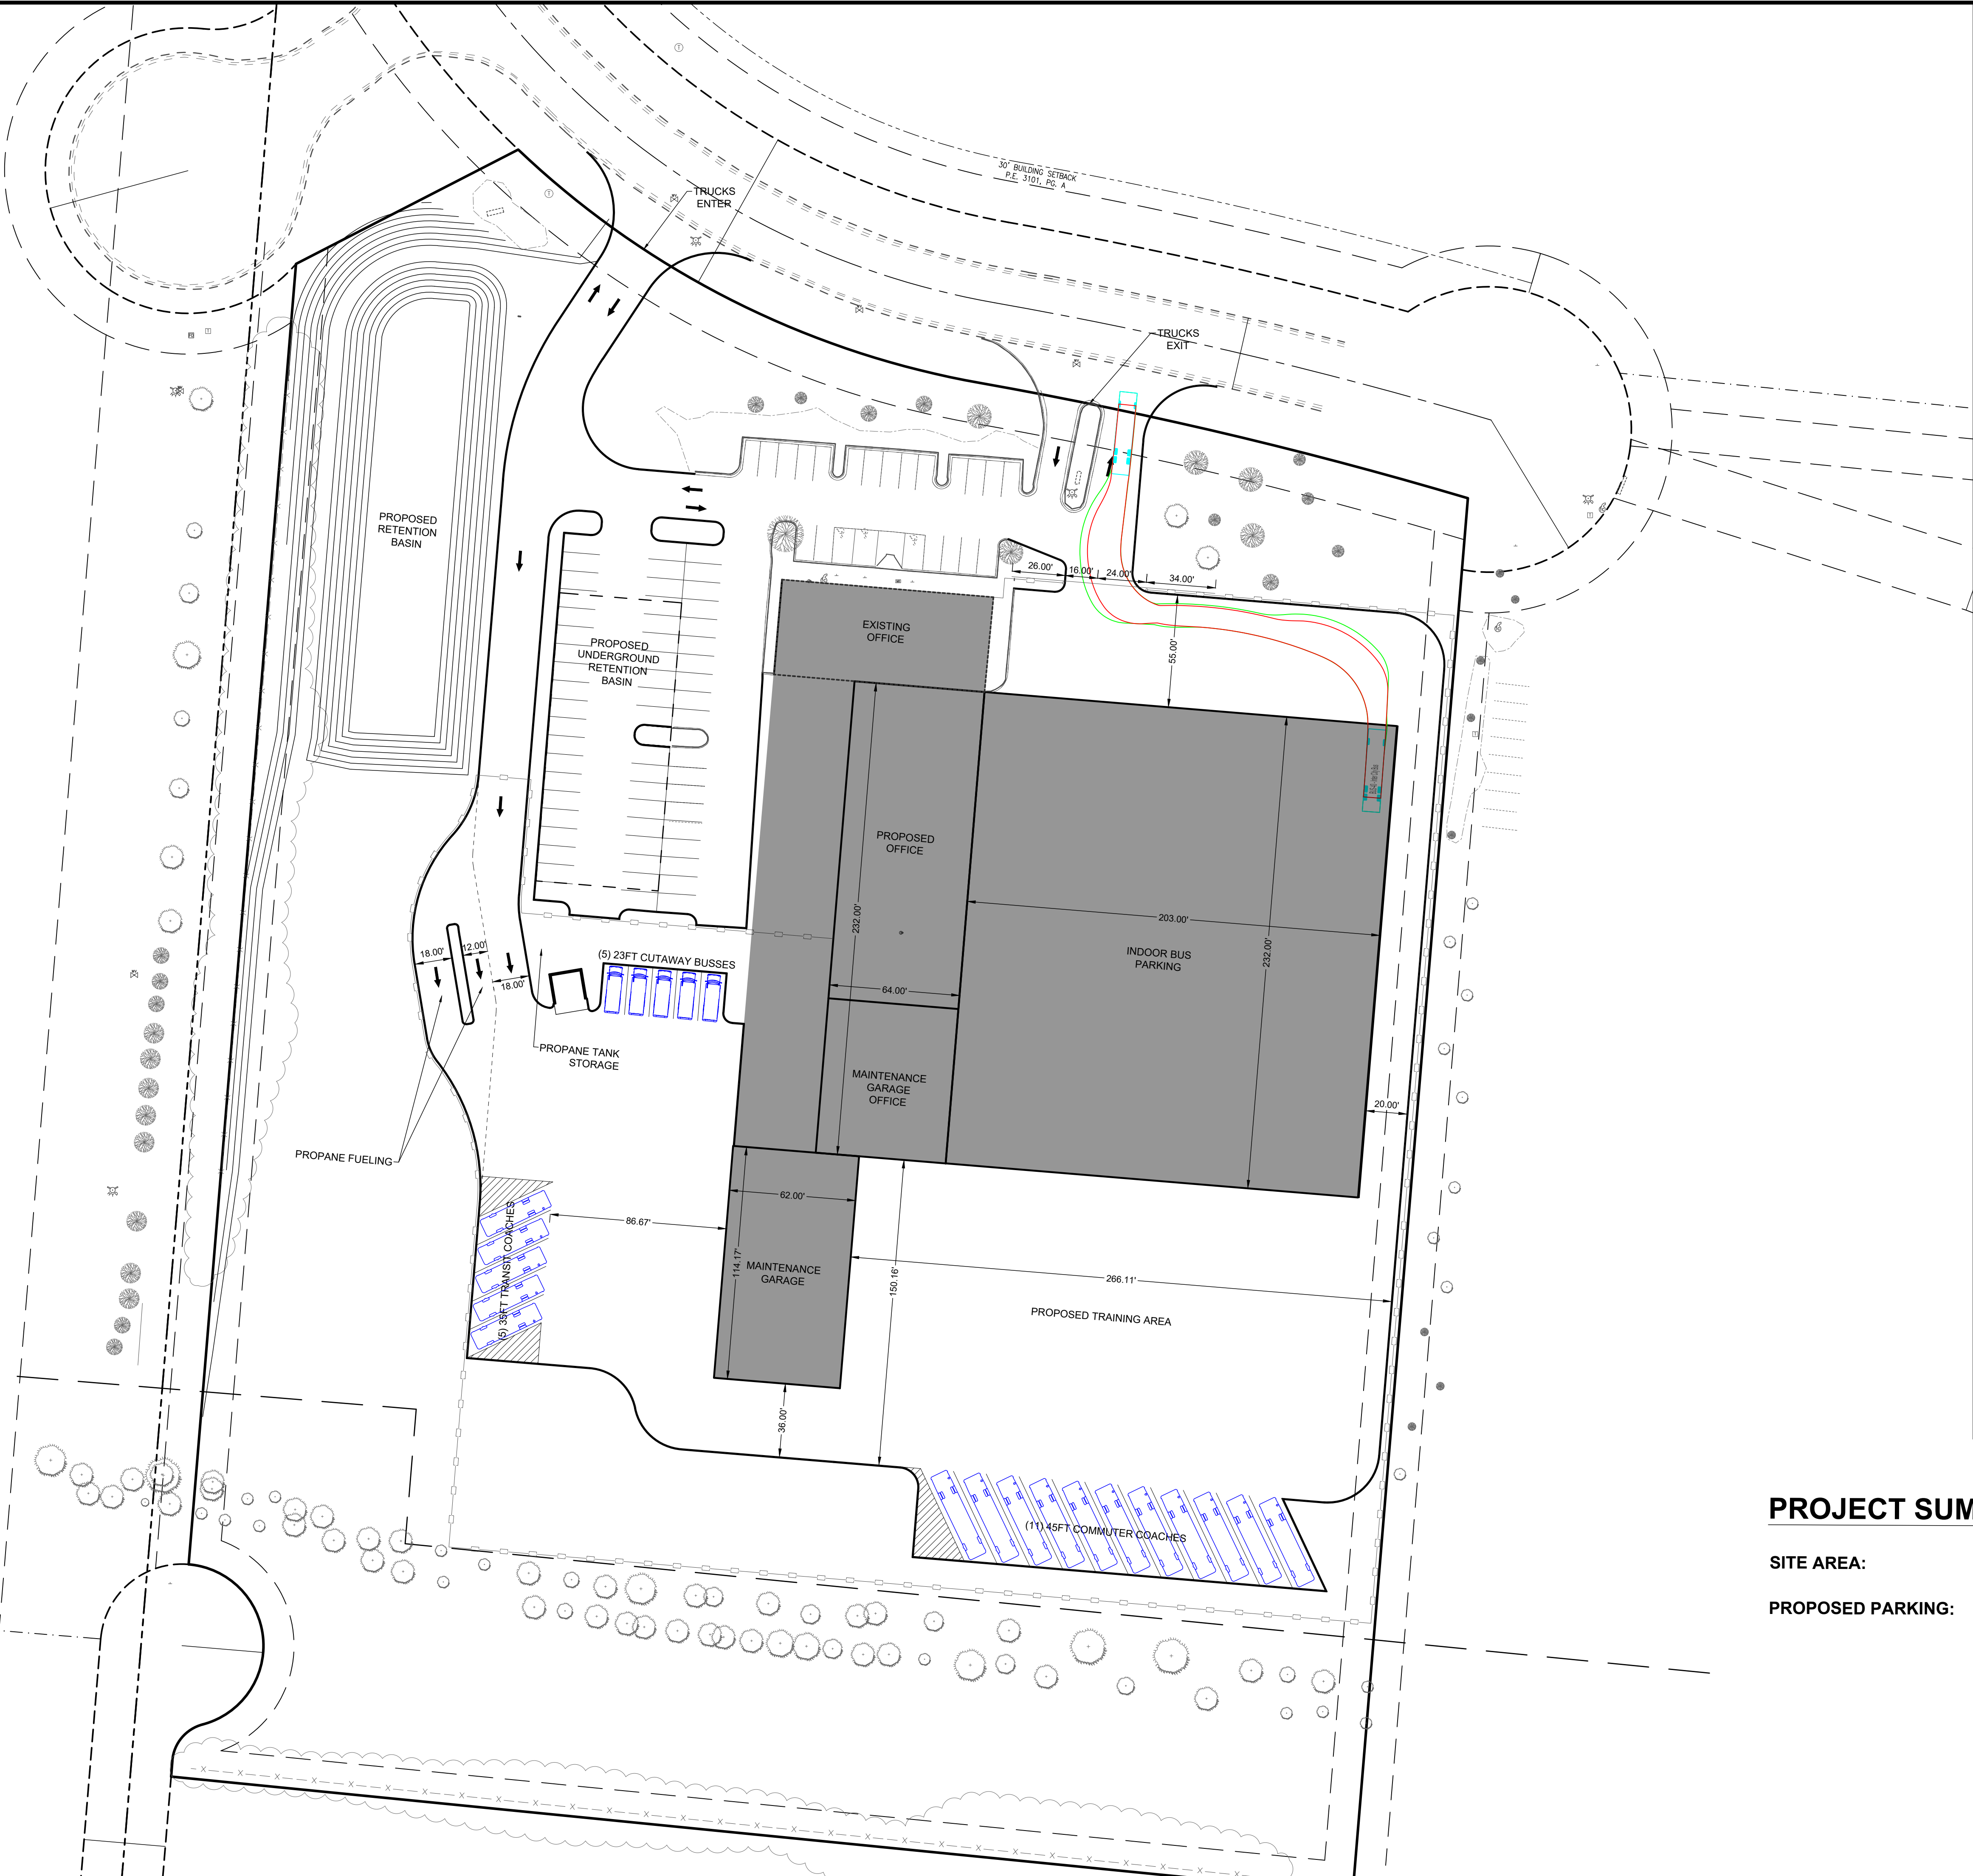 30' BUILDING SETBACK
P.E. 3101, PG. A
TRUCKS
ENTER
TRUCKS
EXIT
PROPOSED
RETENTION
BASIN
26.00'
16.00'
24.00'
34.00'
EXISTING
OFFICE
55.00'
PROPOSED
UNDERGROUND
RETENTION
BASIN
PROPOSED
OFFICE
232.00'
203.00'
232.00'
INDOOR BUS
PARKING
18.00'
12.00'
18.00'
(5) 23FT CUTAWAY BUSSES
64.00'
PROPANE TANK
STORAGE
MAINTENANCE
GARAGE
OFFICE
20.00'
PROPANE FUELING
62.00'
86.67'
(5) 35FT TRANSIT COACHES
114.17'
MAINTENANCE
GARAGE
150.16'
266.11'
PROPOSED TRAINING AREA
36.00'
(11) 45FT COMMUTER COACHES
PROJECT SUM
SITE AREA:
PROPOSED PARKING: